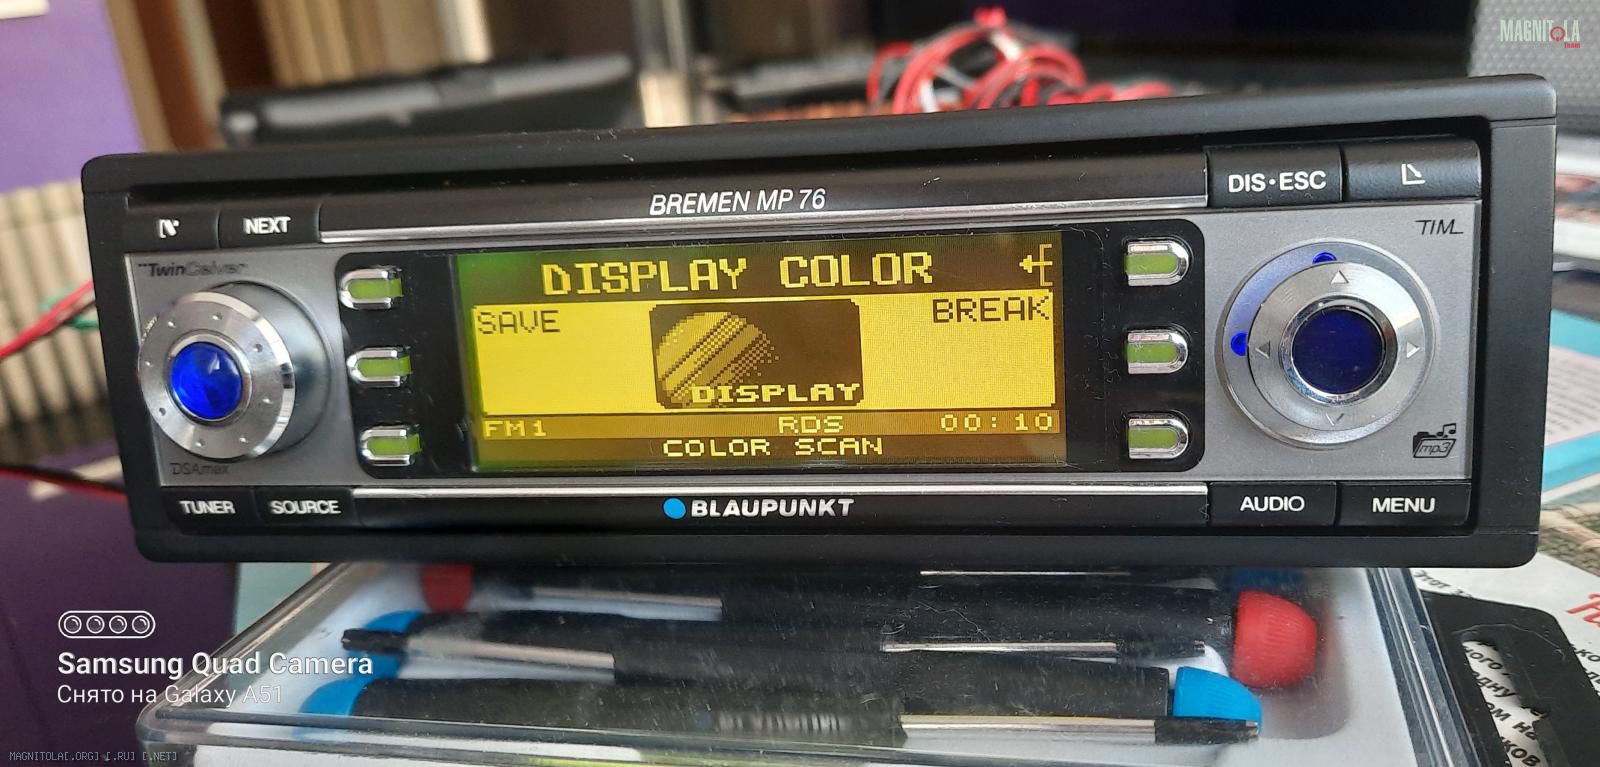 MAGNITOLA
Team
BREMEN MP 76
DIS•ESC
NEXT
TIM
TwinCeiver
DISPLAY COLOR
SAVE
BREAK
DISPLAY
FM1
RDS
00:10
COLOR SCAN
DSAmax
mp3
TUNER
SOURCE
BLAUPUNKT
AUDIO
MENU
Samsung Quad Camera
Снято на Galaxy A51
MAGNITOLA[.ORG] [.RU] [.NET]